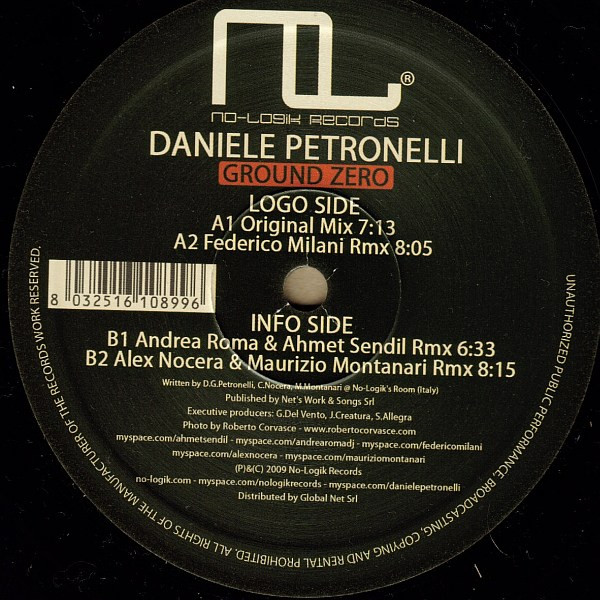 NL®
no-Logik Records
DANIELE PETRONELLI
GROUND ZERO
LOGO SIDE
A1 Original Mix 7:13
A2 Federico Milani Rmx 8:05
8 032516 108996
INFO SIDE
B1 Andrea Roma & Ahmet Sendil Rmx 6:33
B2 Alex Nocera & Maurizio Montanari Rmx 8:15
Written by D.G.Petronelli, C.Nocera, M.Montanari @ No-Logik's Room (Italy)
Published by Net's Work & Songs Srl
Executive producers: G.Del Vento, J.Creatura, S.Allegra
Photo by Roberto Corvasce - www.robertocorvasce.com
myspace.com/ahmetsendil - myspace.com/andrearomadj - myspace.com/federicomilani
myspace.com/alexnocera - myspace.com/mauriziomontanari
(P)&(C) 2009 No-Logik Records
no-logik.com - myspace.com/nologikrecords - myspace.com/danielepetronelli
Distributed by Global Net Srl
UNAUTHORIZED PUBLIC PERFORMANCE, BROADCASTING, COPYING AND RENTAL PROHIBITED. ALL RIGHTS OF THE MANUFACTURER OF THE RECORDS WORK RESERVED.